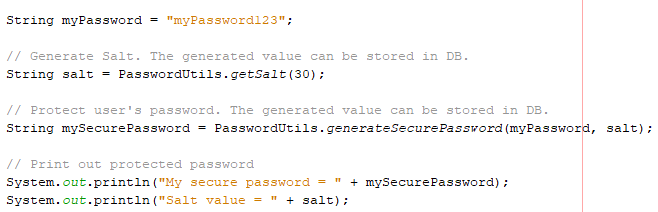 String myPassword = "myPassword123";
// Generate Salt. The generated value can be stored in DB.
String salt = PasswordUtils.getSalt(30);
// Protect user's password. The generated value can be stored in DB.
String mySecurePassword = PasswordUtils.generateSecurePassword(myPassword, salt);
// Print out protected password
System.out.println("My secure password = " + mySecurePassword);
System.out.println("Salt value = " + salt);